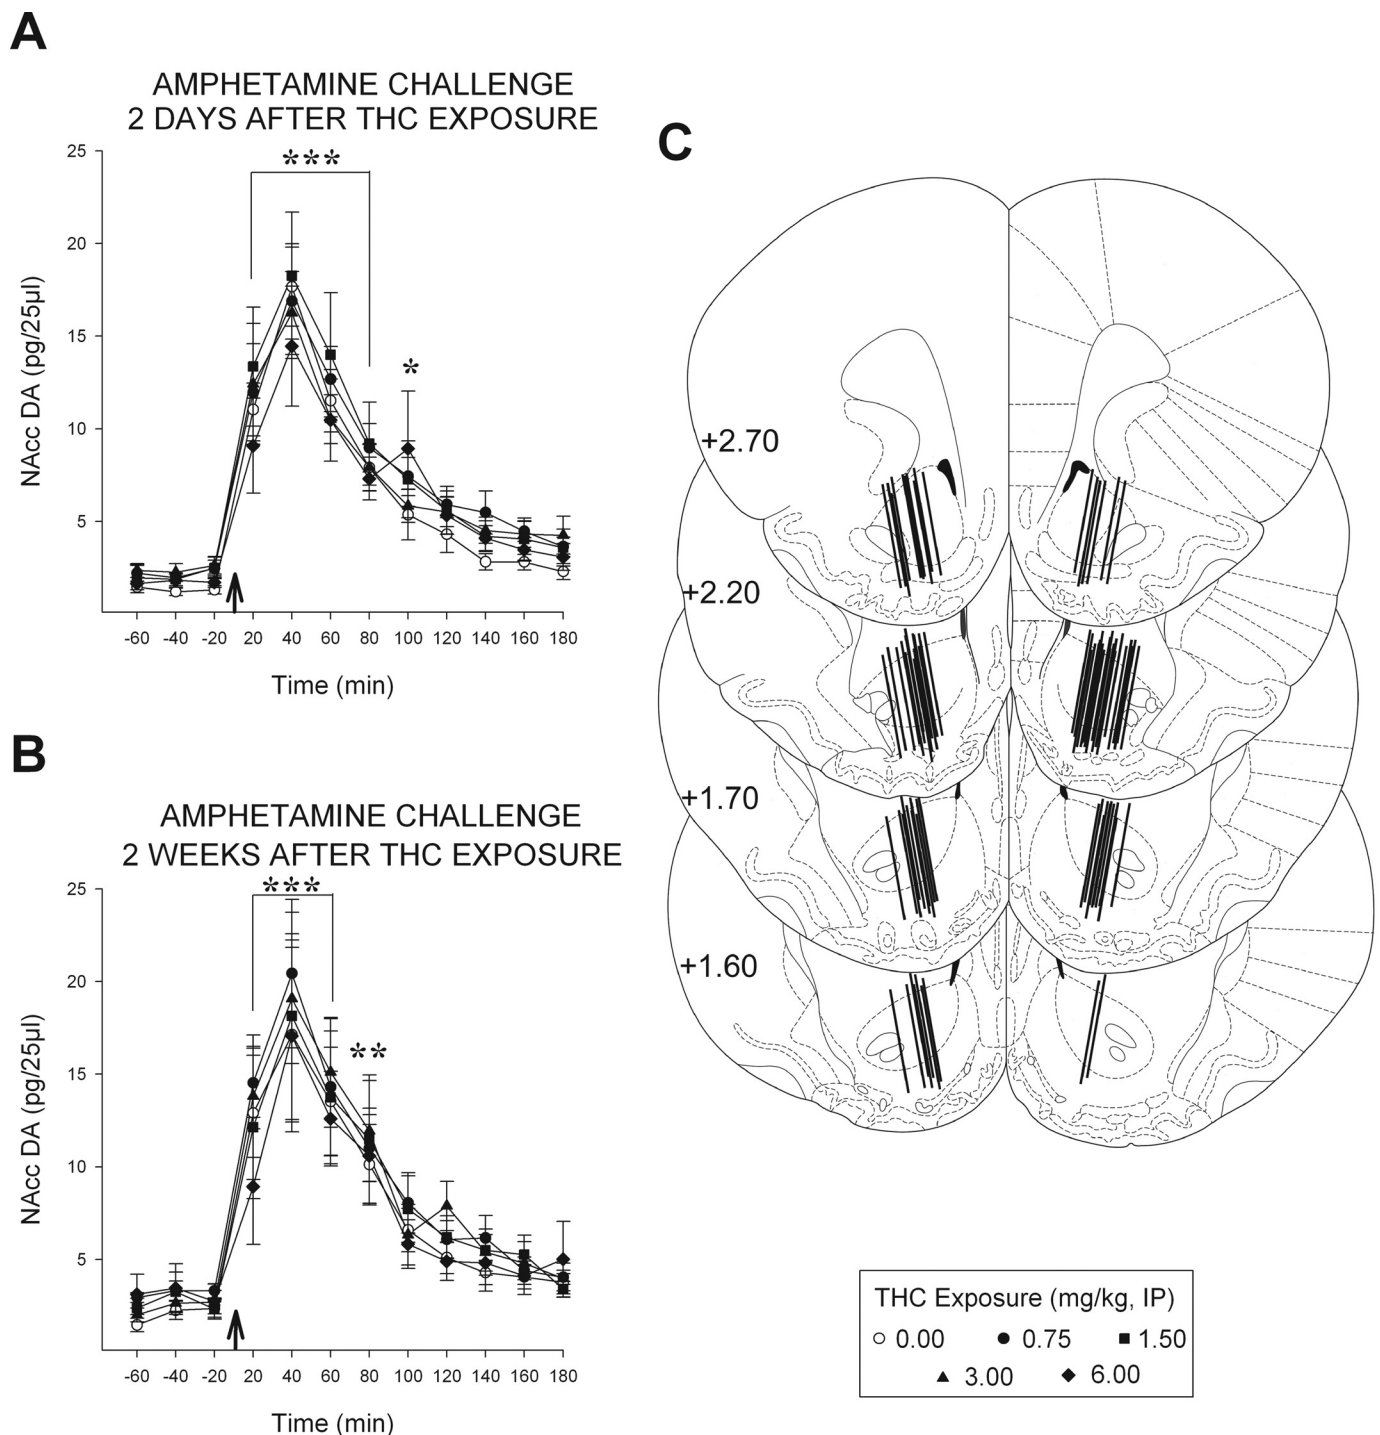 A
AMPHETAMINE CHALLENGE
2 DAYS AFTER THC EXPOSURE
***
*
25
20
15
10
5
NAcc DA (pg/25µl)
-60 -40 -20 20 40 60 80 100 120 140 160 180
Time (min)
B
AMPHETAMINE CHALLENGE
2 WEEKS AFTER THC EXPOSURE
***
**
25
20
15
10
5
NAcc DA (pg/25µl)
-60 -40 -20 20 40 60 80 100 120 140 160 180
Time (min)
C
+2.70
+2.20
+1.70
+1.60
THC Exposure (mg/kg, IP)
0.00 0.75 1.50
3.00 6.00